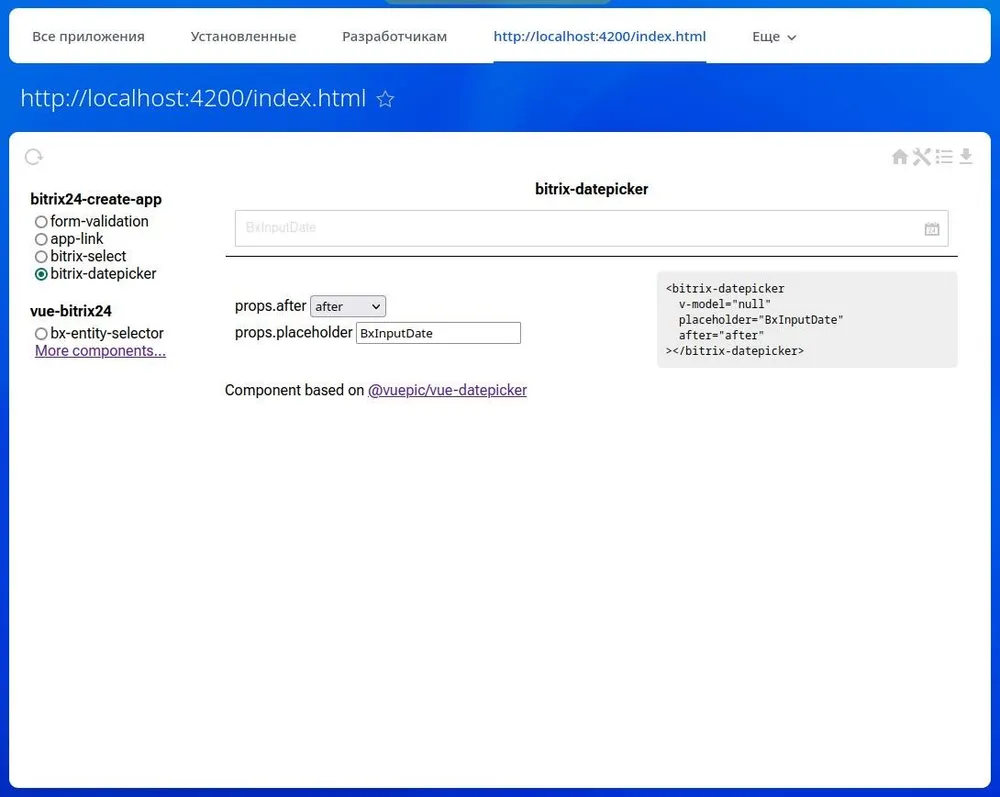 Все приложения
Установленные
Разработчикам
http://localhost:4200/index.html
Еще
http://localhost:4200/index.html
bitrix24-create-app
form-validation
app-link
bitrix-select
bitrix-datepicker
vue-bitrix24
bx-entity-selector
More components...
bitrix-datepicker
BxInputDate
24
props.after after
props.placeholder BxInputDate
<bitrix-datepicker
v-model="null"
placeholder="BxInputDate"
after="after"
></bitrix-datepicker>
Component based on @vuepic/vue-datepicker